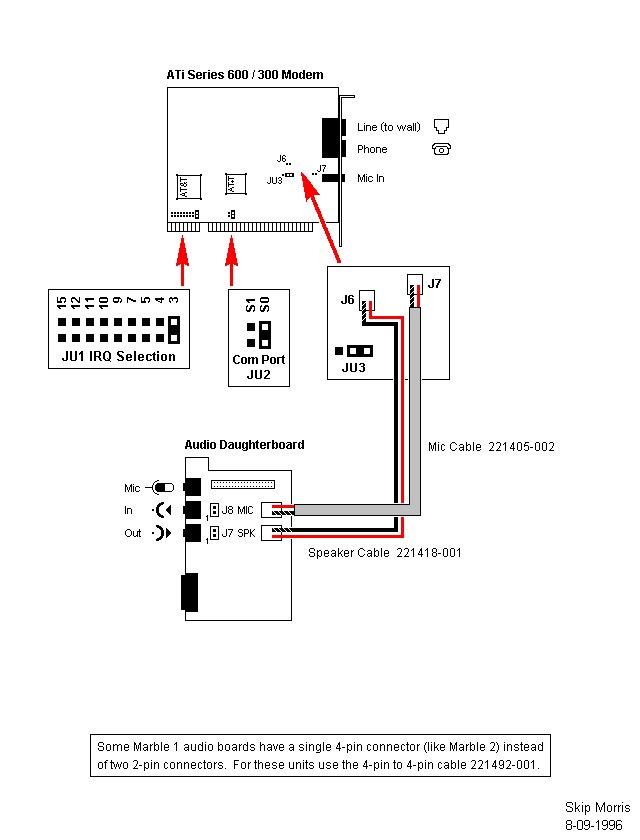 ATi Series 600 / 300 Modem
Line (to wall)
Phone
Mic In
J6
J7
JU3
AT&T
AT&T
15 12 11 10 9 7 5 4 3
JU1 IRQ Selection
S1 S0
Com Port
JU2
J6
J7
JU3
Mic Cable 221405-002
Audio Daughterboard
Mic
In
1
J8 MIC
Out
1
J7 SPK
Speaker Cable 221418-001
Some Marble 1 audio boards have a single 4-pin connector (like Marble 2) instead
of two 2-pin connectors. For these units use the 4-pin to 4-pin cable 221492-001.
Skip Morris
8-09-1996